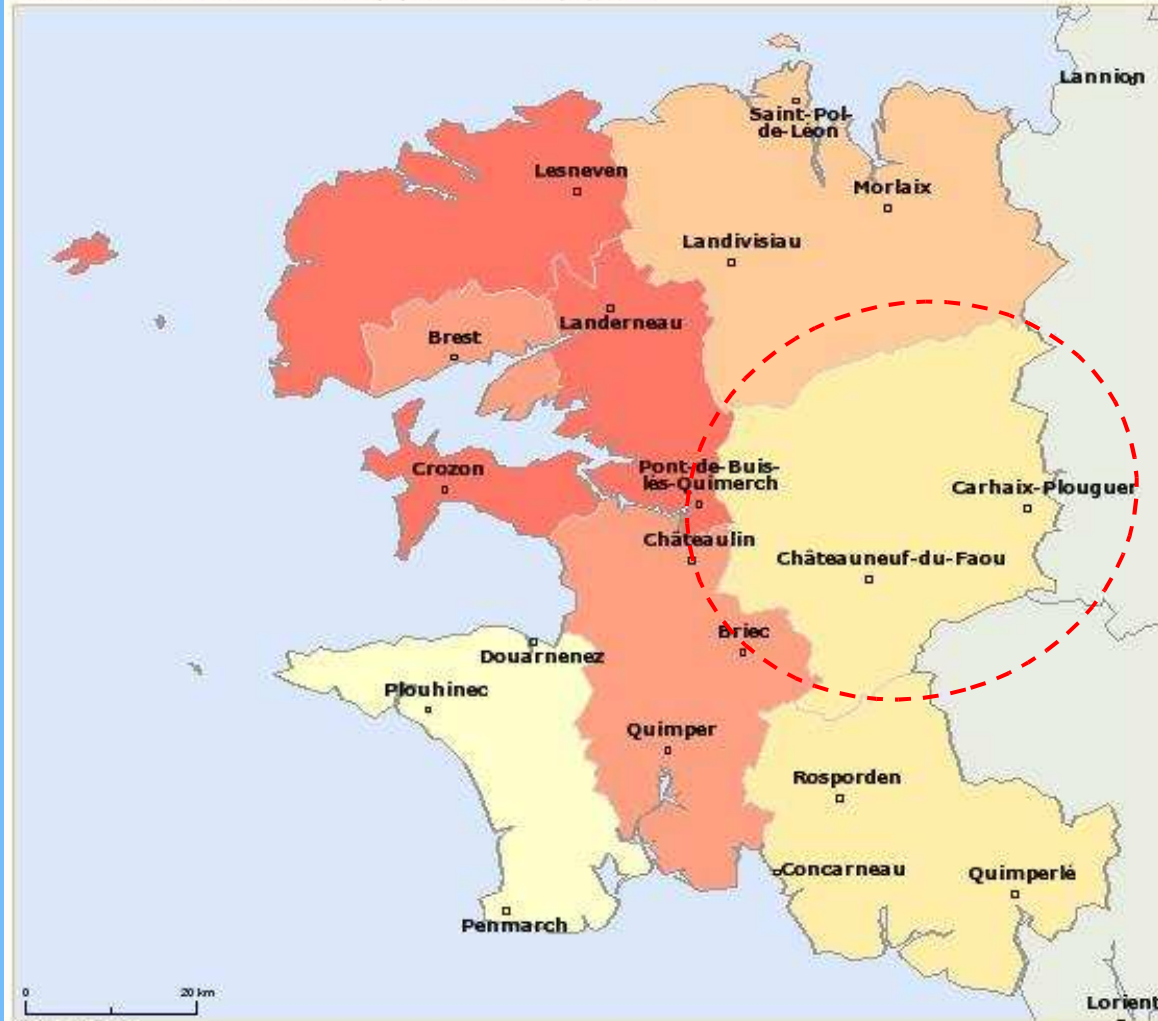 Lannion
Saint-Pol-
de-Léon
Lesneven
Morlaix
Landivisiau
Landerneau
Brest
Pont-de-Buis-
lès-Quimerch
Crozon
Carhaix-Plouguer
Châteaulin
Châteauneuf-du-Faou
Briec
Douarnenez
Plouhinec
Quimper
Rosporden
Concarneau
Quimperlé
Penmarch
0 20 km
Lorient